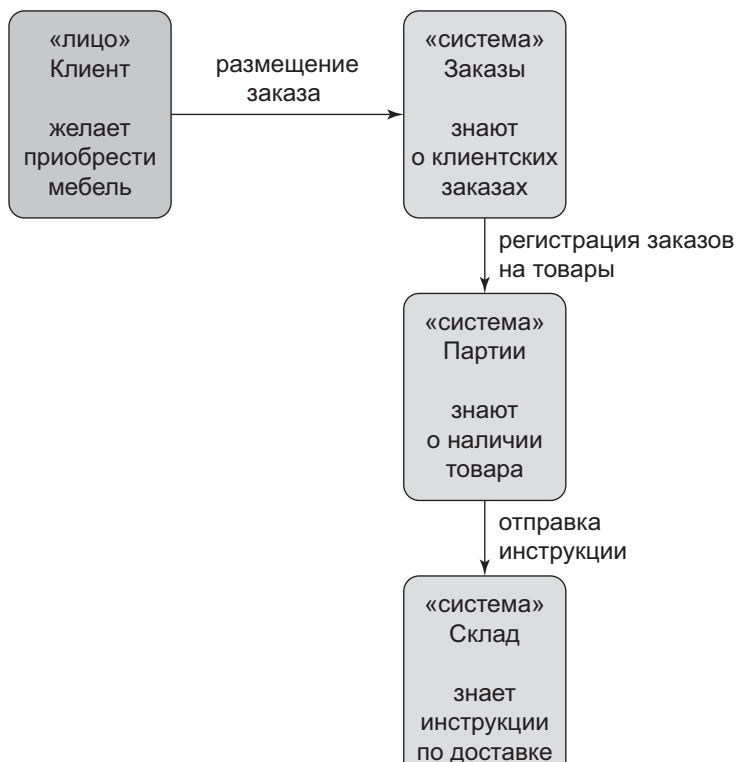 «лицо»
Клиент
желает
приобрести
мебель
размещение
заказа
«система»
Заказы
знают
о клиентских
заказах
регистрация заказов
на товары
«система»
Партии
знают
о наличии
товара
отправка
инструкции
«система»
Склад
знает
инструкции
по доставке